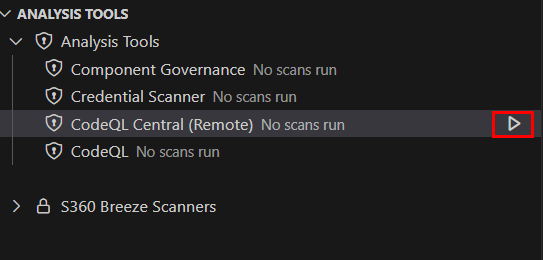 ANALYSIS TOOLS
Analysis Tools
Component Governance No scans run
Credential Scanner No scans run
CodeQL Central (Remote) No scans run
CodeQL No scans run
S360 Breeze Scanners